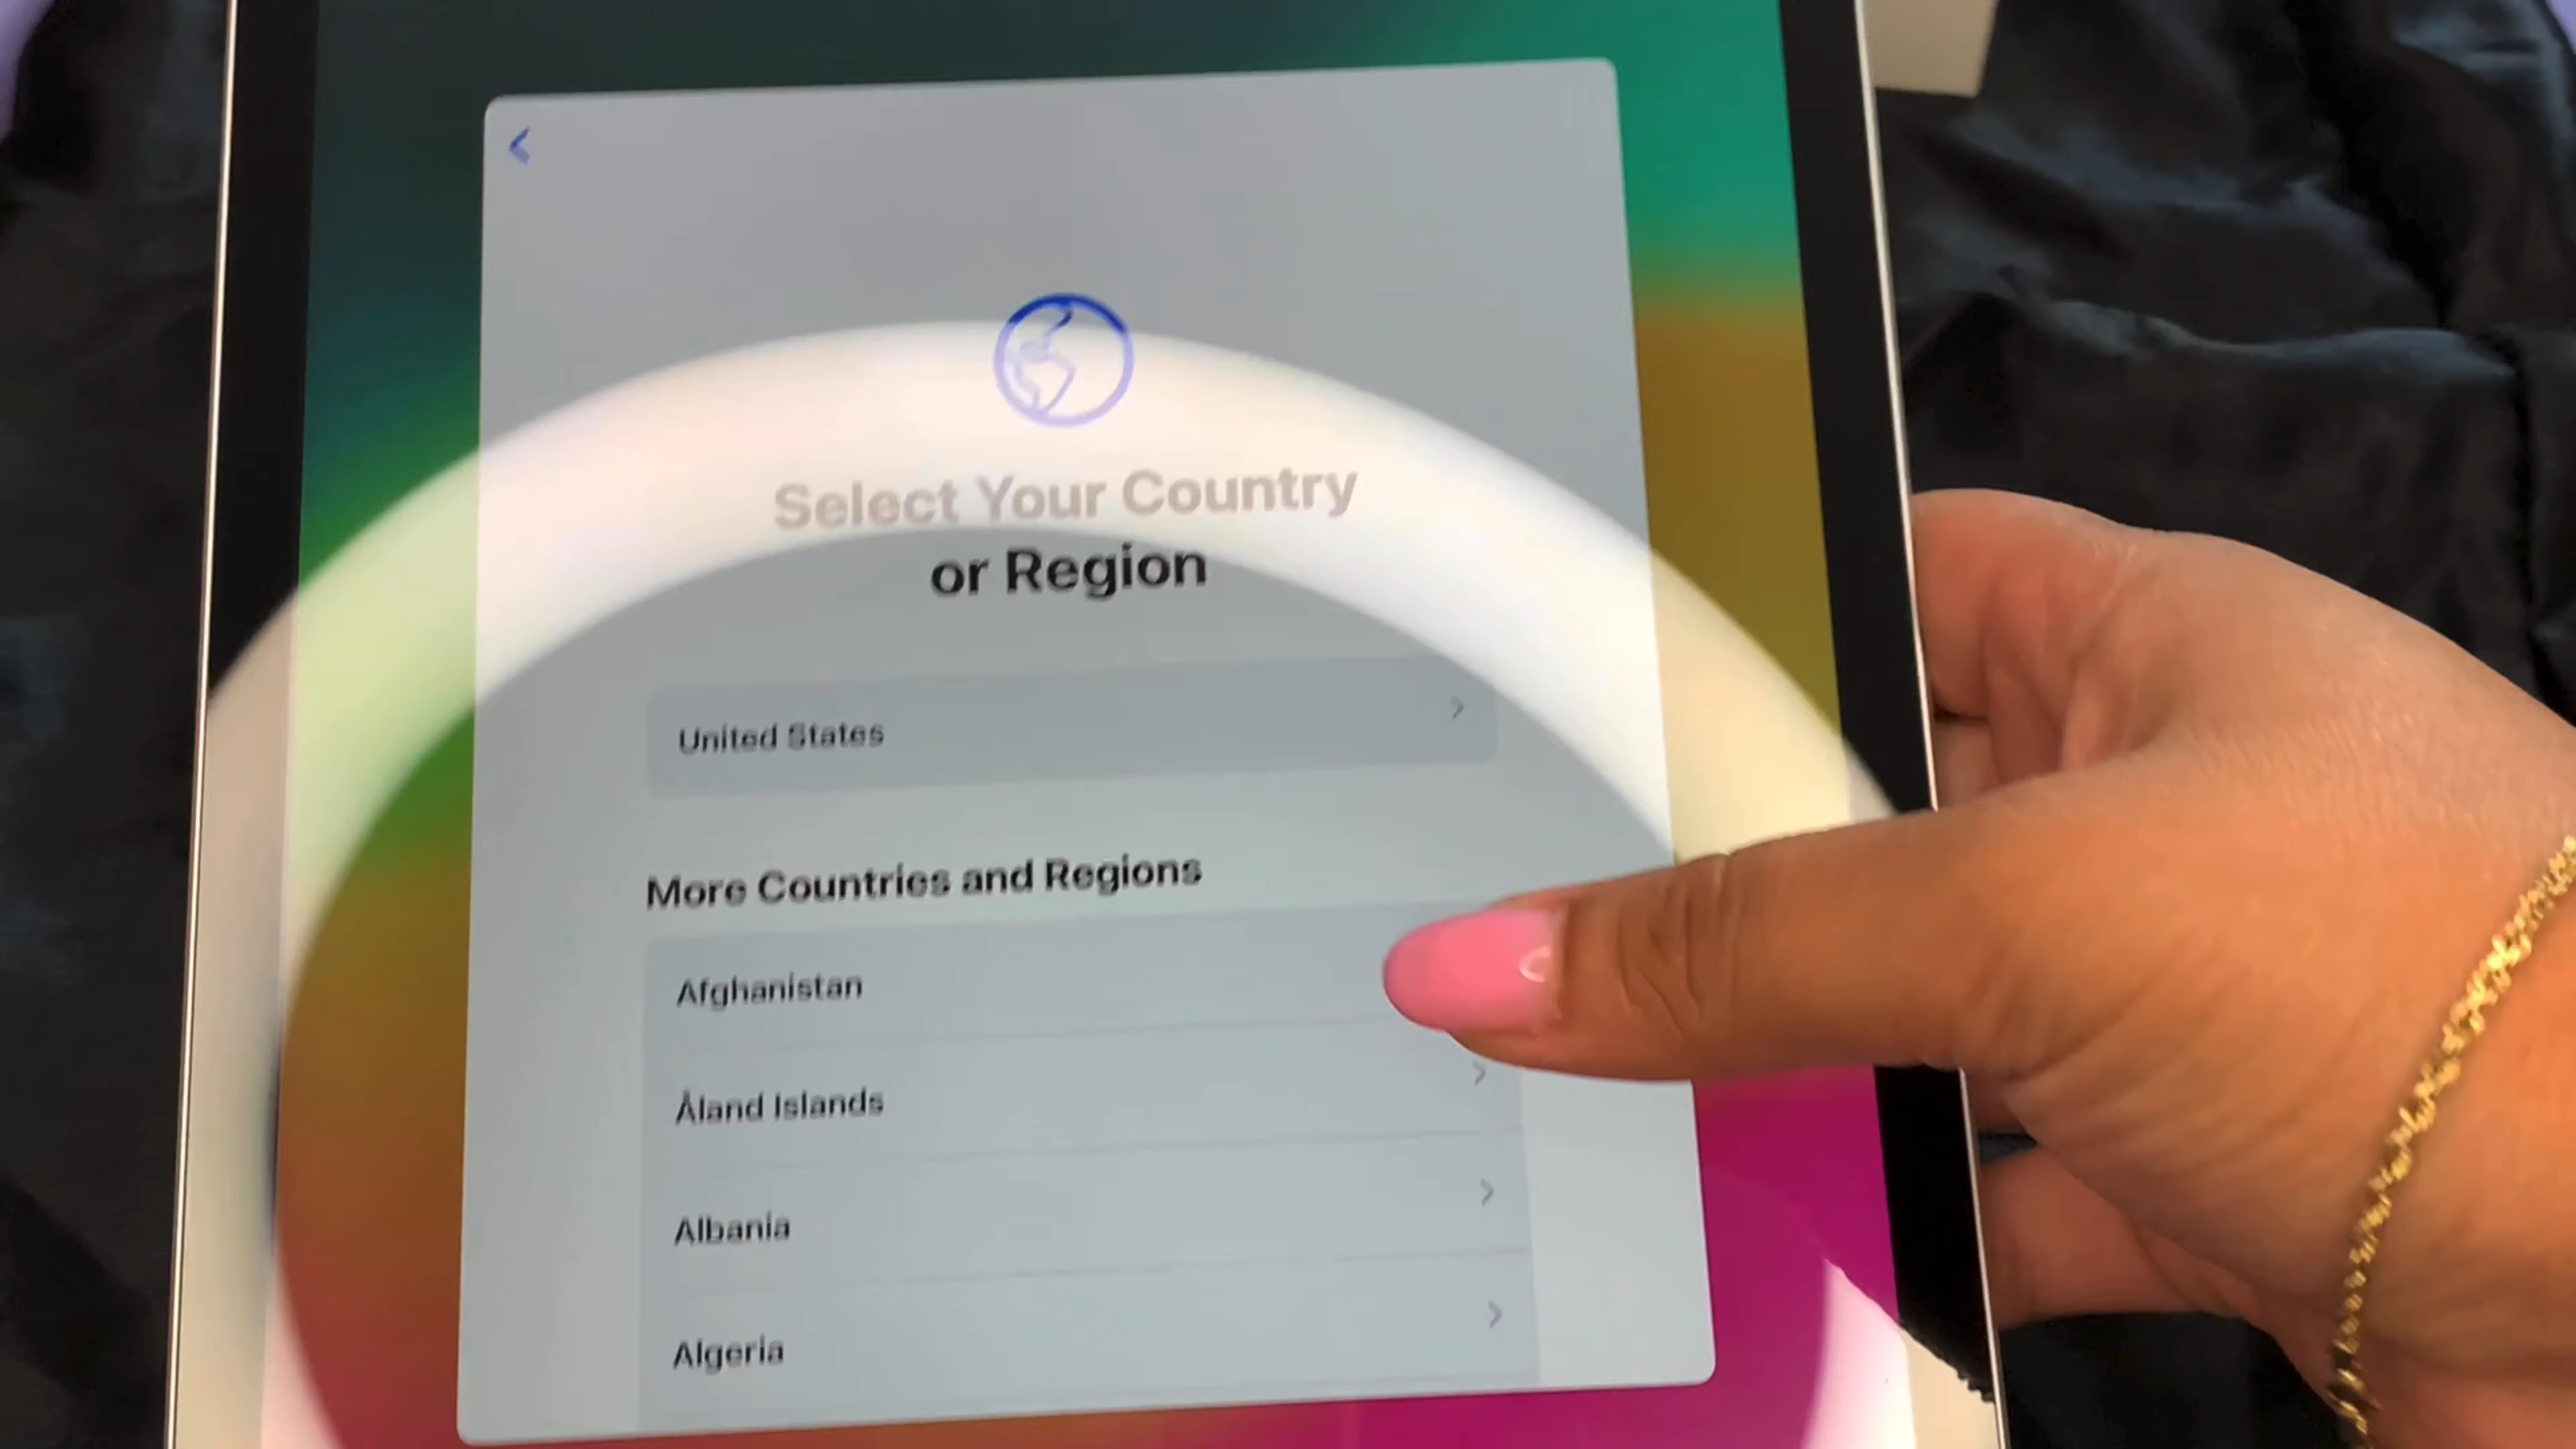 Select Your Country
or Region
United States
More Countries and Regions
Afghanistan
Åland Islands
Albania
Algeria